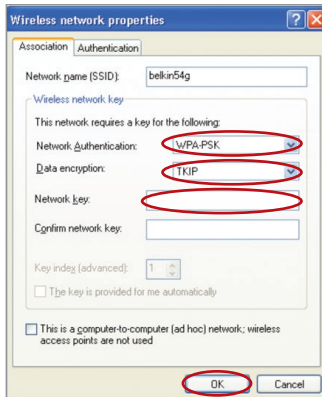 Wireless network properties
Association
Authentication
Network name (SSID):
belkin54g
Wireless network key
This network requires a key for the following:
Network Authentication:
WPA-PSK
Data encryption:
TKIP
Network key:
Confirm network key:
Key index (advanced):
1
The key is provided for me automatically
This is a computer-to-computer (ad hoc) network; wireless
access points are not used
OK
Cancel